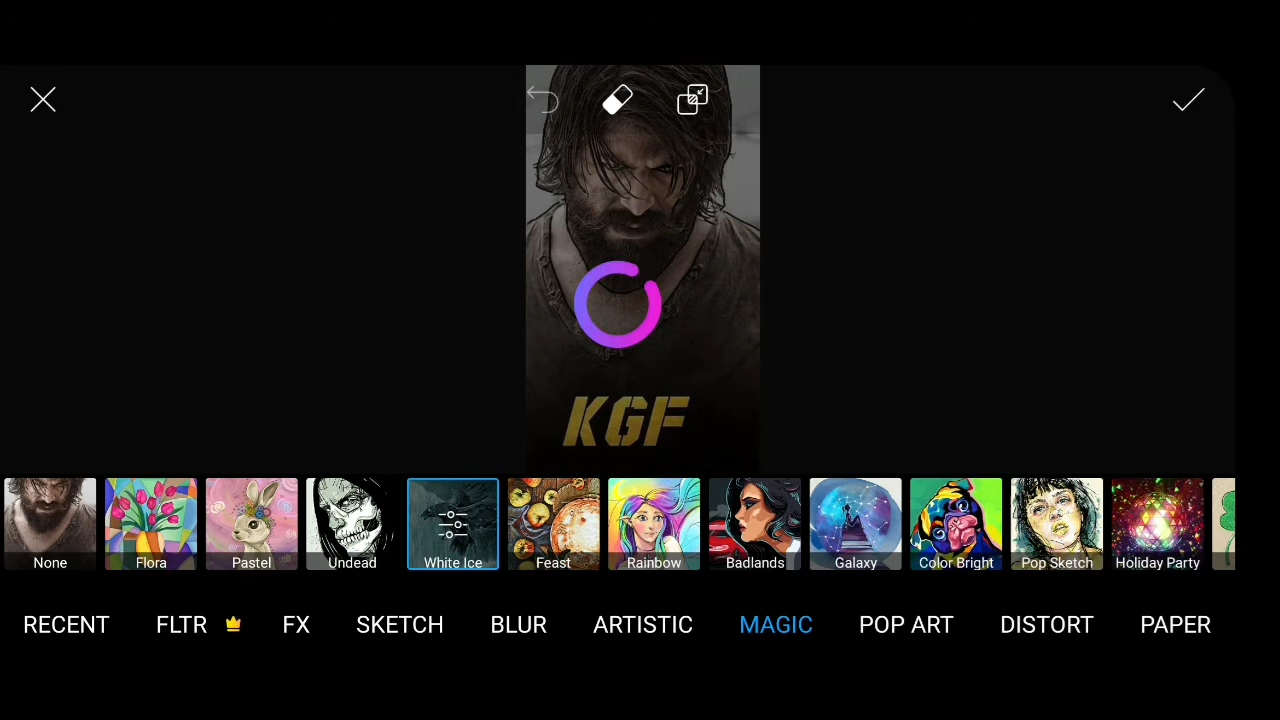 KGF
None
Flora
Pastel
Undead
White Ice
Feast
Rainbow
Badlands
Galaxy
Color Bright
Pop Sketch
Holiday Party
RECENT
FLTR
FX
SKETCH
BLUR
ARTISTIC
MAGIC
POP ART
DISTORT
PAPER